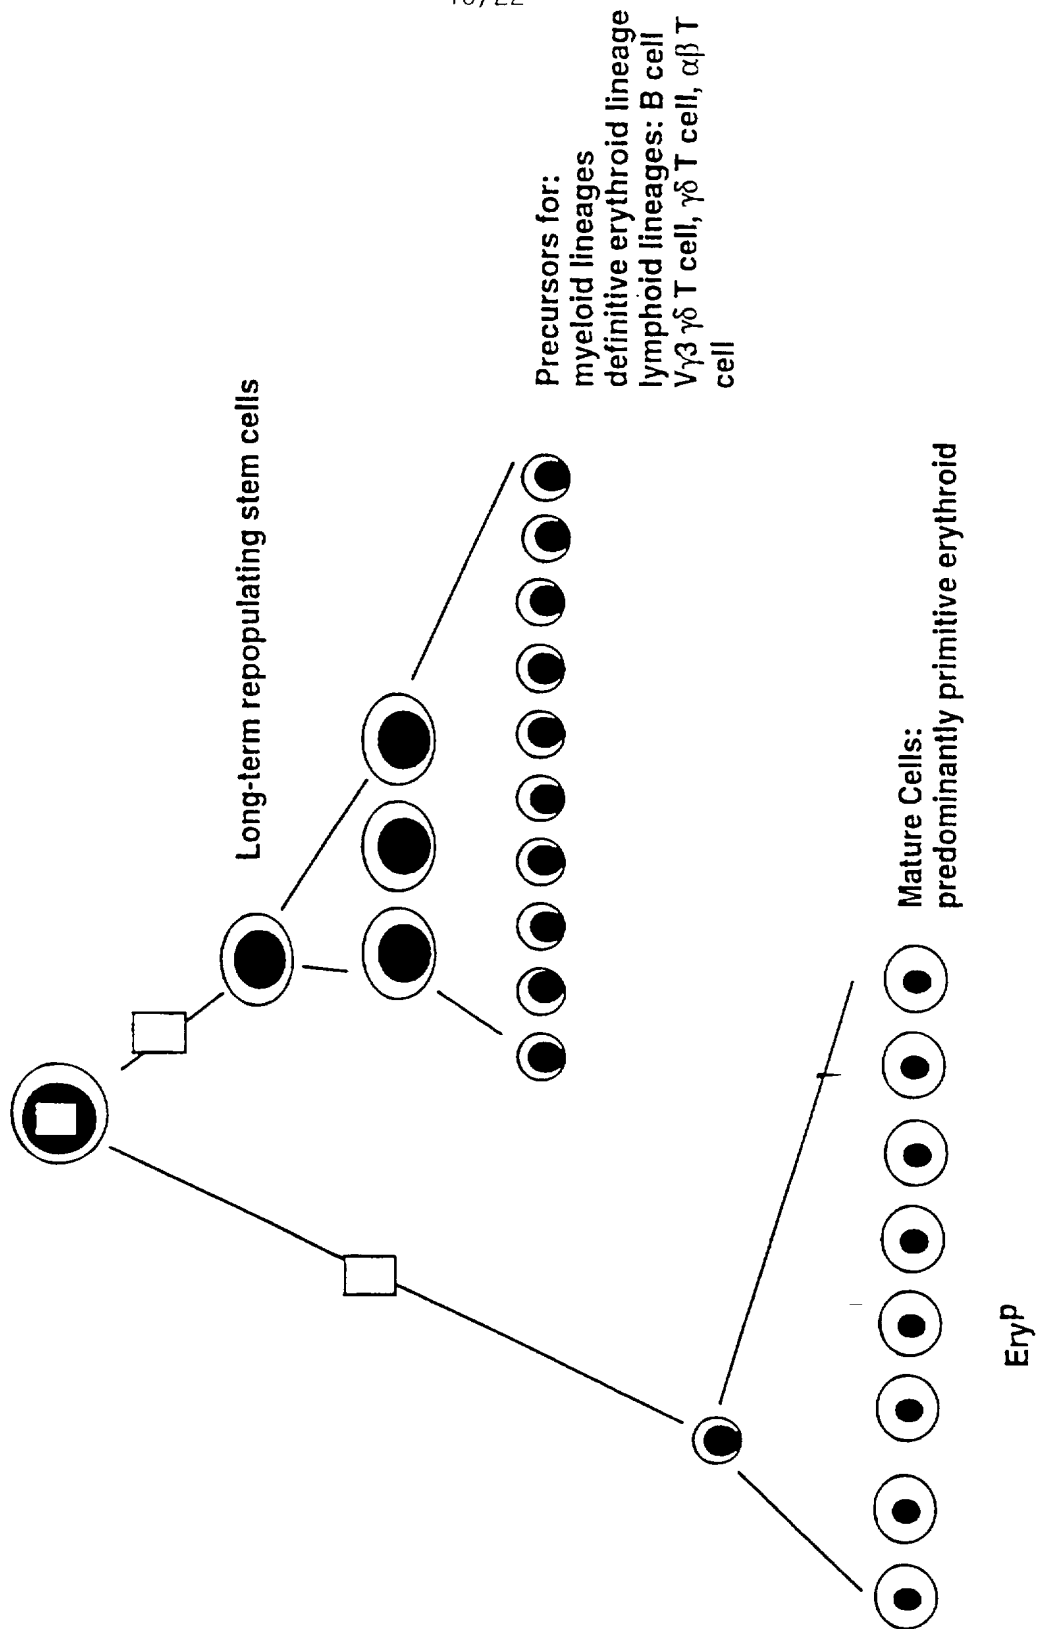 Long-term repopulating stem cells
Precursors for:
myeloid lineages
definitive erythroid lineage
lymphoid lineages: B cell
Vγ3 γδ T cell, γδ T cell, αβ T
cell
Mature Cells:
predominantly primitive erythroid
Eryᵖ